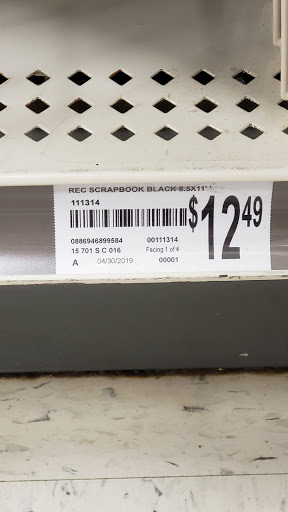 REC SCRAPBOOK BLACK 8.5X11"
111314
$12.49
0886946899584 00111314
15 701 S C 016 Facing 1 of 4
A 04/30/2019 00001